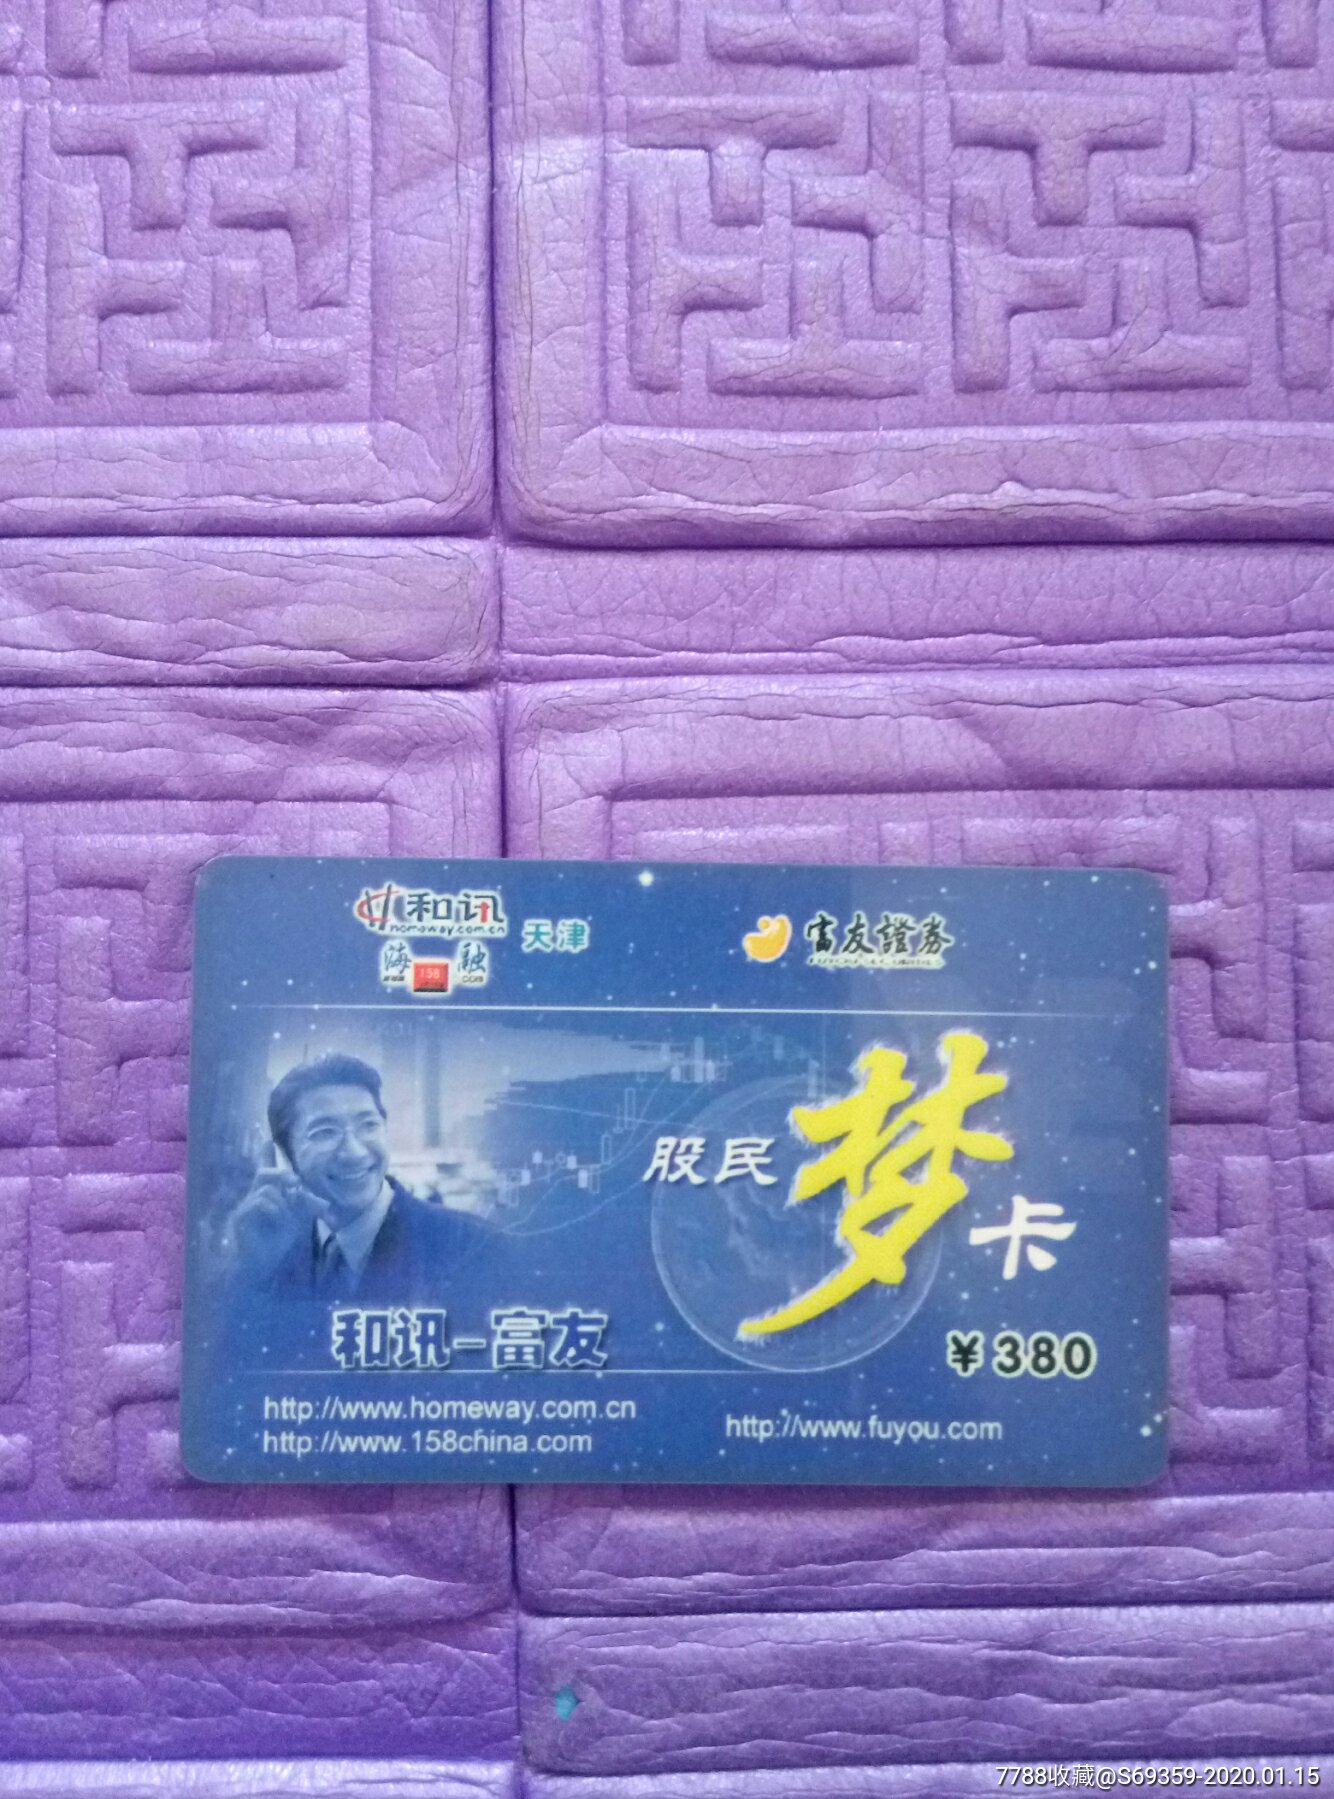 和讯
homeway.com.cn
海融
158
天津
富友證券
股民梦卡
和讯-富友
¥380
http://www.homeway.com.cn
http://www.158china.com
http://www.fuyou.com
7788收藏@S69359-2020.01.15